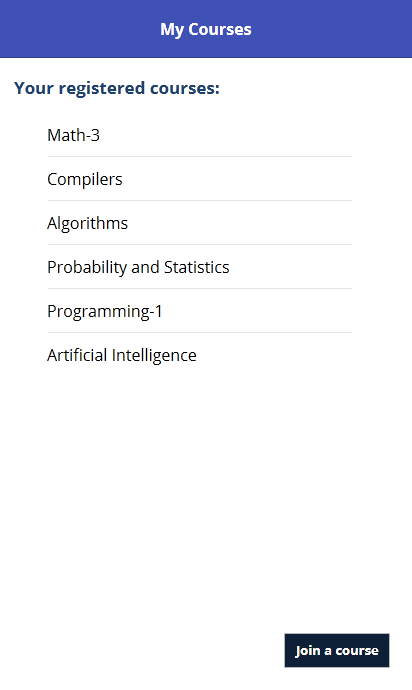 My Courses
Your registered courses:
Math-3
Compilers
Algorithms
Probability and Statistics
Programming-1
Artificial Intelligence
Join a course